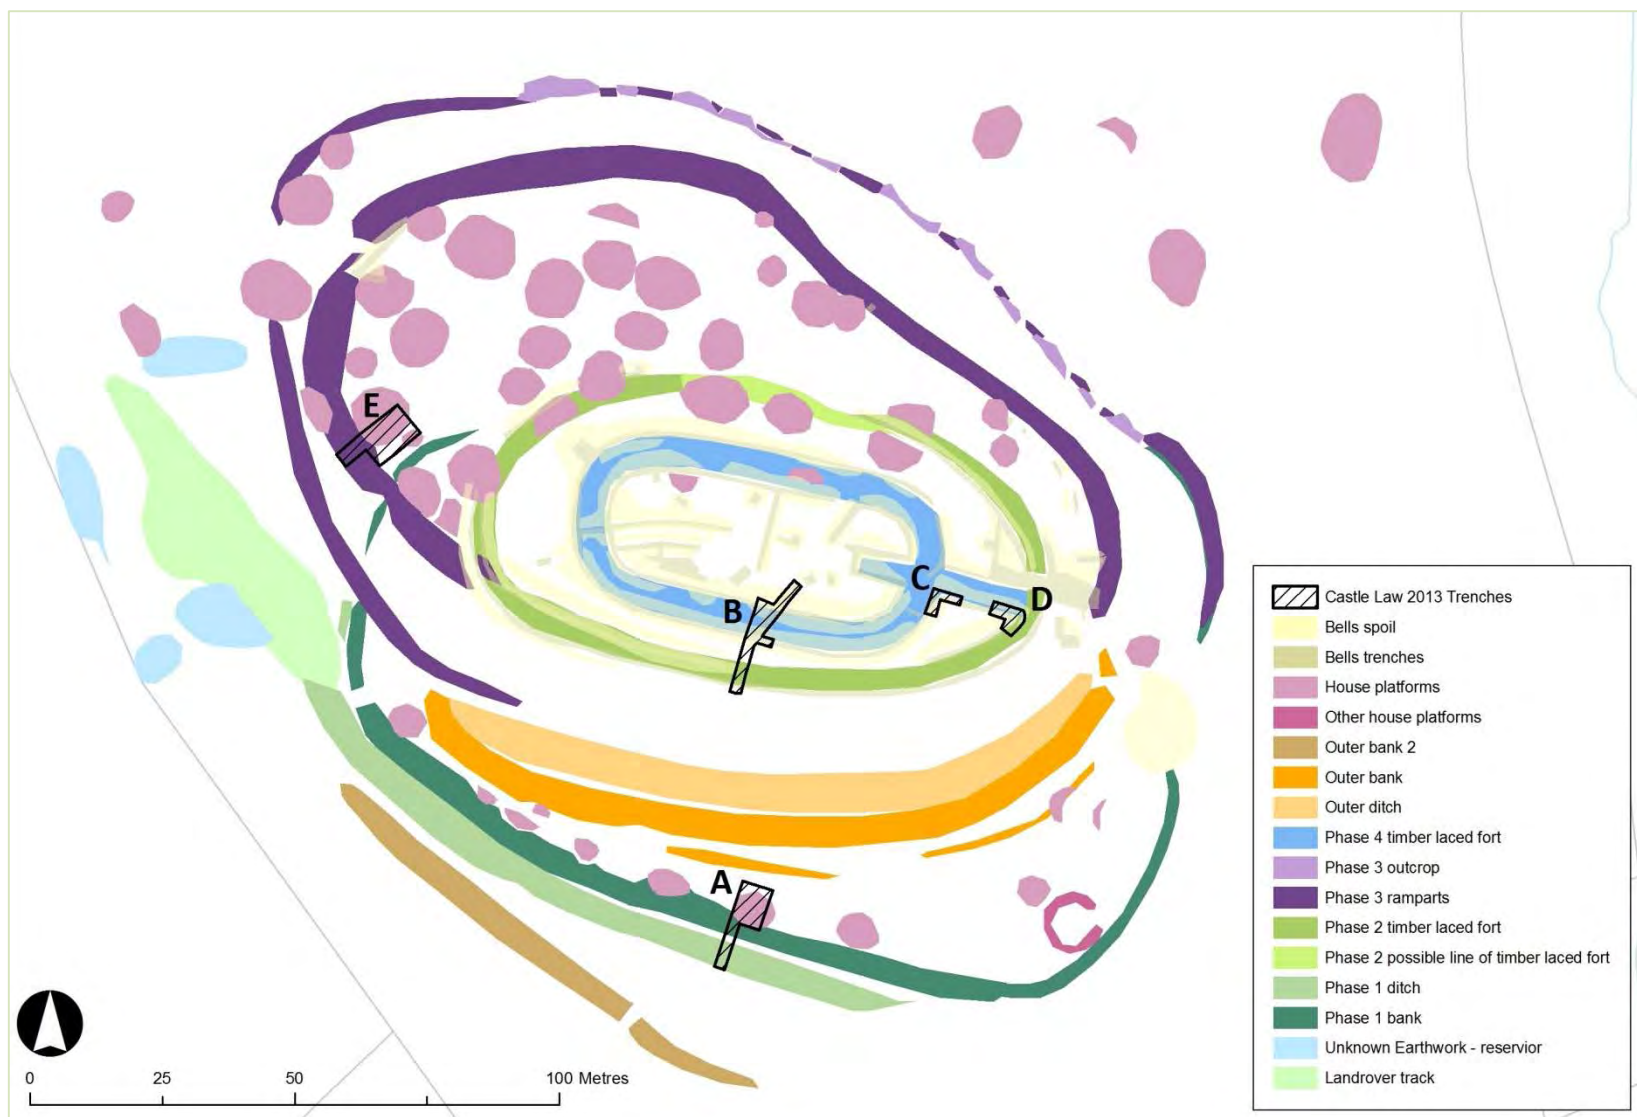 E
C
D
B
A
Castle Law 2013 Trenches
Bells spoil
Bells trenches
House platforms
Other house platforms
Outer bank 2
Outer bank
Outer ditch
Phase 4 timber laced fort
Phase 3 outcrop
Phase 3 ramparts
Phase 2 timber laced fort
Phase 2 possible line of timber laced fort
Phase 1 ditch
Phase 1 bank
Unknown Earthwork - reservior
Landrover track
0 25 50 100 Metres